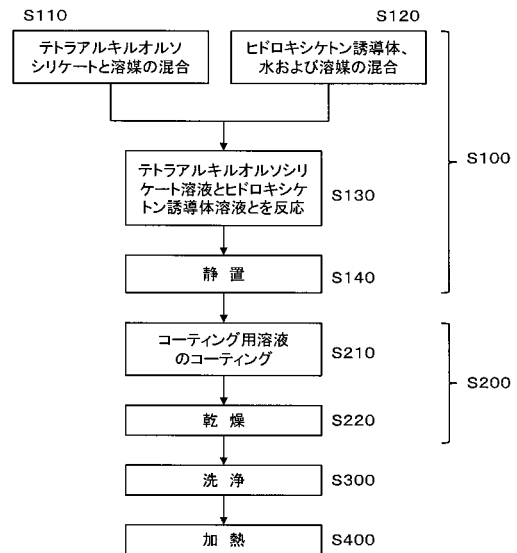 S110
S120
テトラアルキルオルソ
シリケートと溶媒の混合
ヒドロキシケトン誘導体、
水および溶媒の混合
S100
テトラアルキルオルソシリ
ケート溶液とヒドロキシケ
トン誘導体溶液とを反応
S130
静 置
S140
コーティング用溶液
のコーティング
S210
S200
乾 燥
S220
洗 浄
S300
加 熱
S400